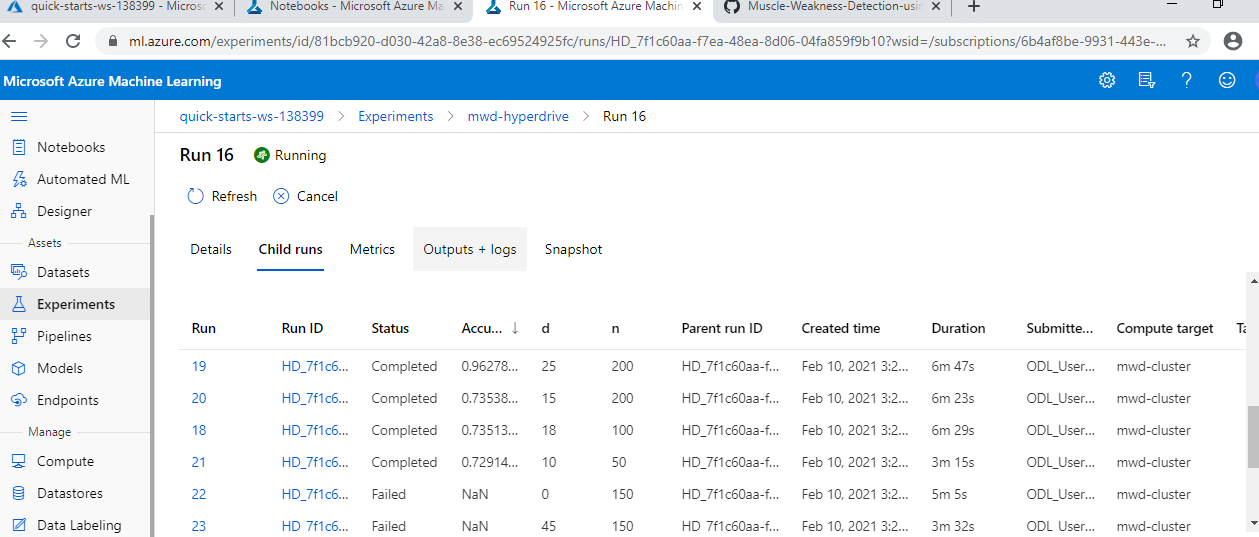 quick-starts-ws-138399 - Micros
Notebooks - Microsoft Azure Ma
Run 16 - Microsoft Azure Machin
Muscle-Weakness-Detection-usin
ml.azure.com/experiments/id/81bcb920-d030-42a8-8e38-ec69524925fc/runs/HD_7f1c60aa-f7ea-48ea-8d06-04fa859f9b10?wsid=/subscriptions/6b4af8be-9931-443e-...
Microsoft Azure Machine Learning
quick-starts-ws-138399 > Experiments > mwd-hyperdrive > Run 16
Run 16 Running
Refresh Cancel
Details Child runs Metrics Outputs + logs Snapshot
Notebooks
Automated ML
Designer
Assets
Datasets
Experiments
Pipelines
Models
Endpoints
Manage
Compute
Datastores
Data Labeling
Run Run ID Status Accu... ↓ d n Parent run ID Created time Duration Submitte... Compute target Ta
19 HD_7f1c6... Completed 0.96278... 25 200 HD_7f1c60aa-f... Feb 10, 2021 3:2... 6m 47s ODL_User... mwd-cluster
20 HD_7f1c6... Completed 0.73538... 15 200 HD_7f1c60aa-f... Feb 10, 2021 3:2... 6m 23s ODL_User... mwd-cluster
18 HD_7f1c6... Completed 0.73513... 18 100 HD_7f1c60aa-f... Feb 10, 2021 3:2... 6m 29s ODL_User... mwd-cluster
21 HD_7f1c6... Completed 0.72914... 10 50 HD_7f1c60aa-f... Feb 10, 2021 3:2... 3m 15s ODL_User... mwd-cluster
22 HD_7f1c6... Failed NaN 0 150 HD_7f1c60aa-f... Feb 10, 2021 3:2... 5m 5s ODL_User... mwd-cluster
23 HD_7f1c6... Failed NaN 45 150 HD_7f1c60aa-f... Feb 10, 2021 3:2... 3m 32s ODL_User... mwd-cluster